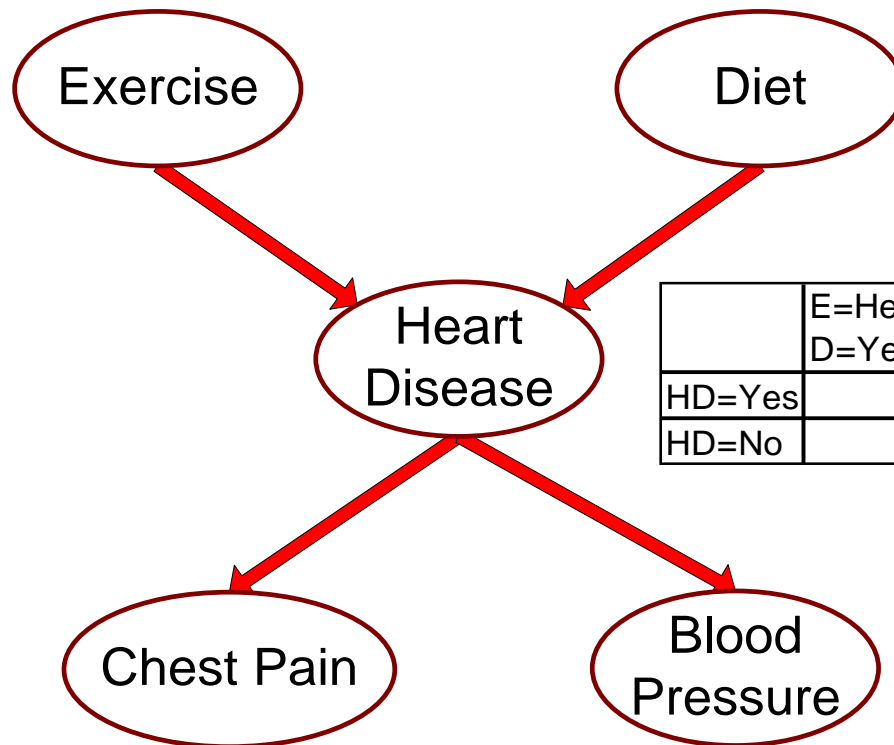 Exercise
Diet
Heart
Disease
E=He
D=Ye
HD=Yes
HD=No
Chest Pain
Blood
Pressure